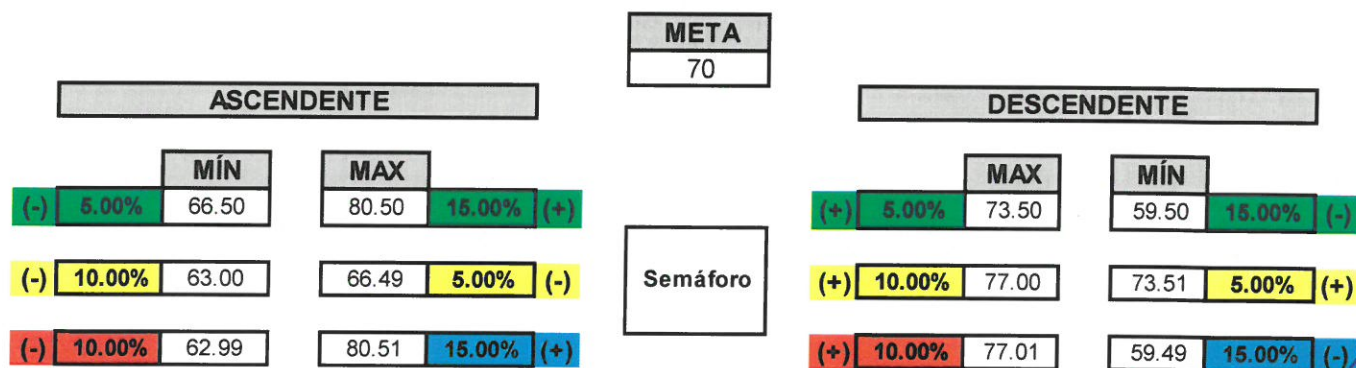 META
70
ASCENDENTE
DESCENDENTE
MÍN MAX
MAX MÍN
(-) 5.00% 66.50 80.50 15.00% (+)
(+) 5.00% 73.50 59.50 15.00% (-)
(-) 10.00% 63.00 66.49 5.00% (-)
Semáforo
(+) 10.00% 77.00 73.51 5.00% (+)
(-) 10.00% 62.99 80.51 15.00% (+)
(+) 10.00% 77.01 59.49 15.00% (-)